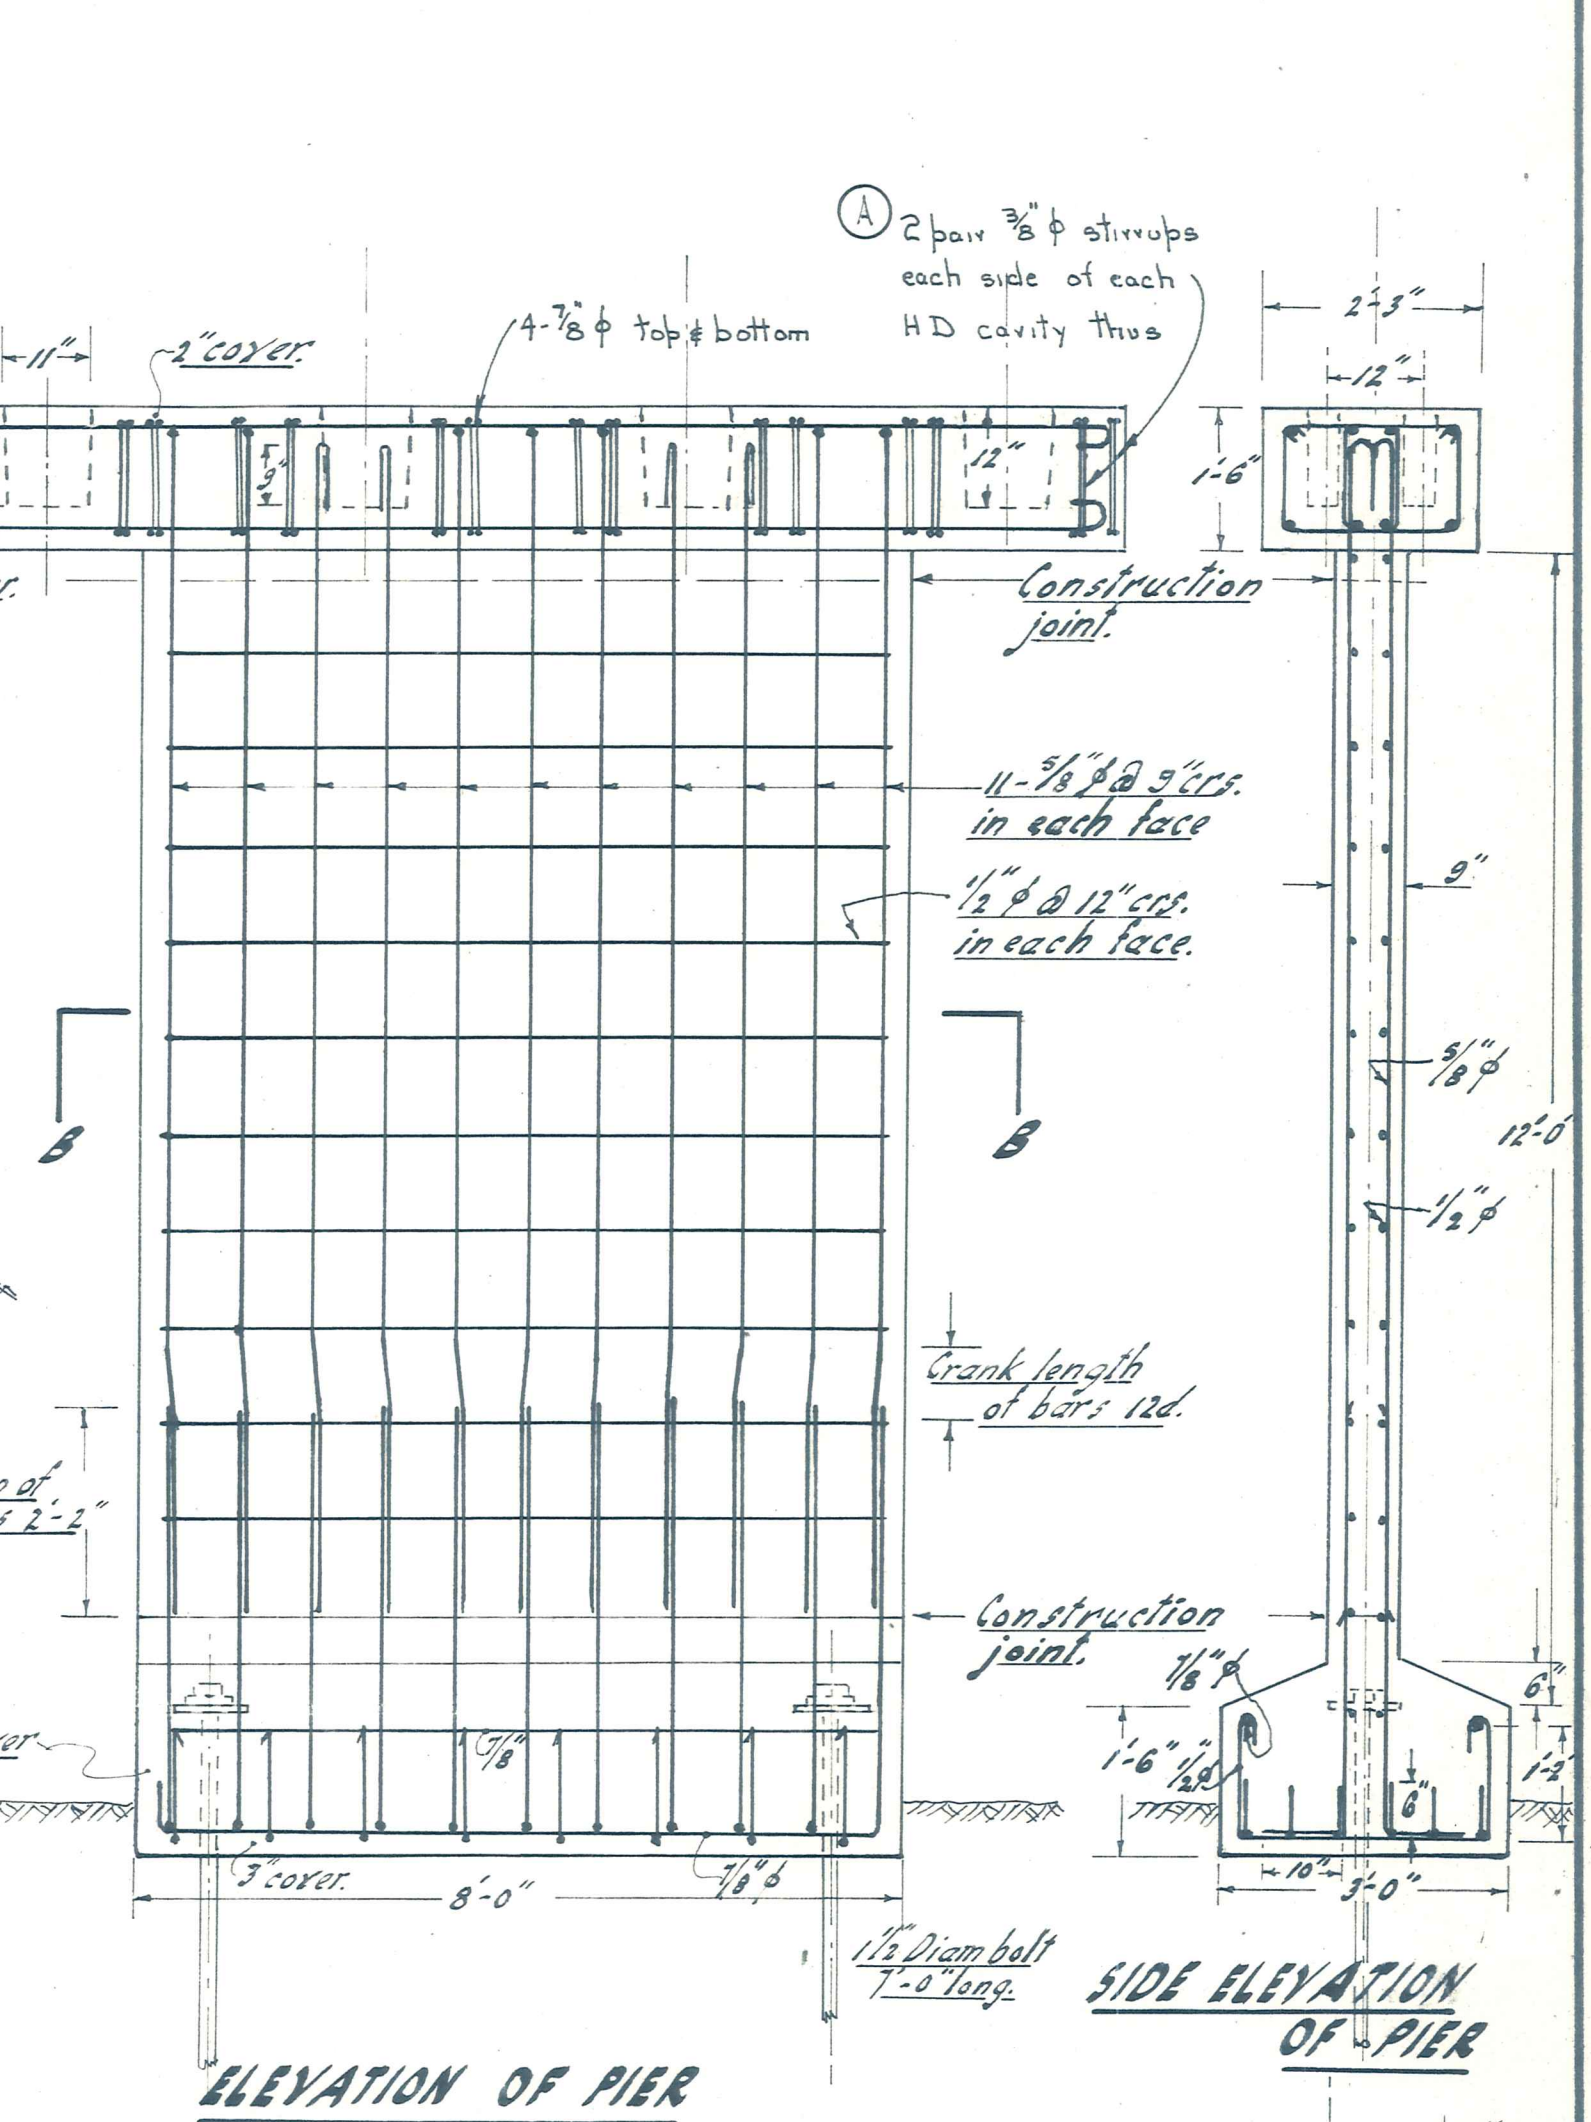 A
2 pair 3/8" φ stirrups
each side of each
HD cavity thus
4-7/8" φ top & bottom
2'-3"
11"
2" cover.
12"
9"
12"
1'-6"
Construction
joint.
11-5/8" φ @ 9" crs.
in each face
1/2" φ @ 12" crs.
in each face.
9"
B
B
5/8" φ
12'-0"
1/2" φ
Crank length
of bars 12d.
of
2'-2"
Construction
joint.
7/8" φ
6"
7/8"
1'-6"
1/2" φ
6"
1'-2"
3" cover.
7/8" φ
10"
8'-0"
3'-0"
1 1/2" Diam bolt
7'-0" long.
SIDE ELEVATION
OF PIER
ELEVATION OF PIER